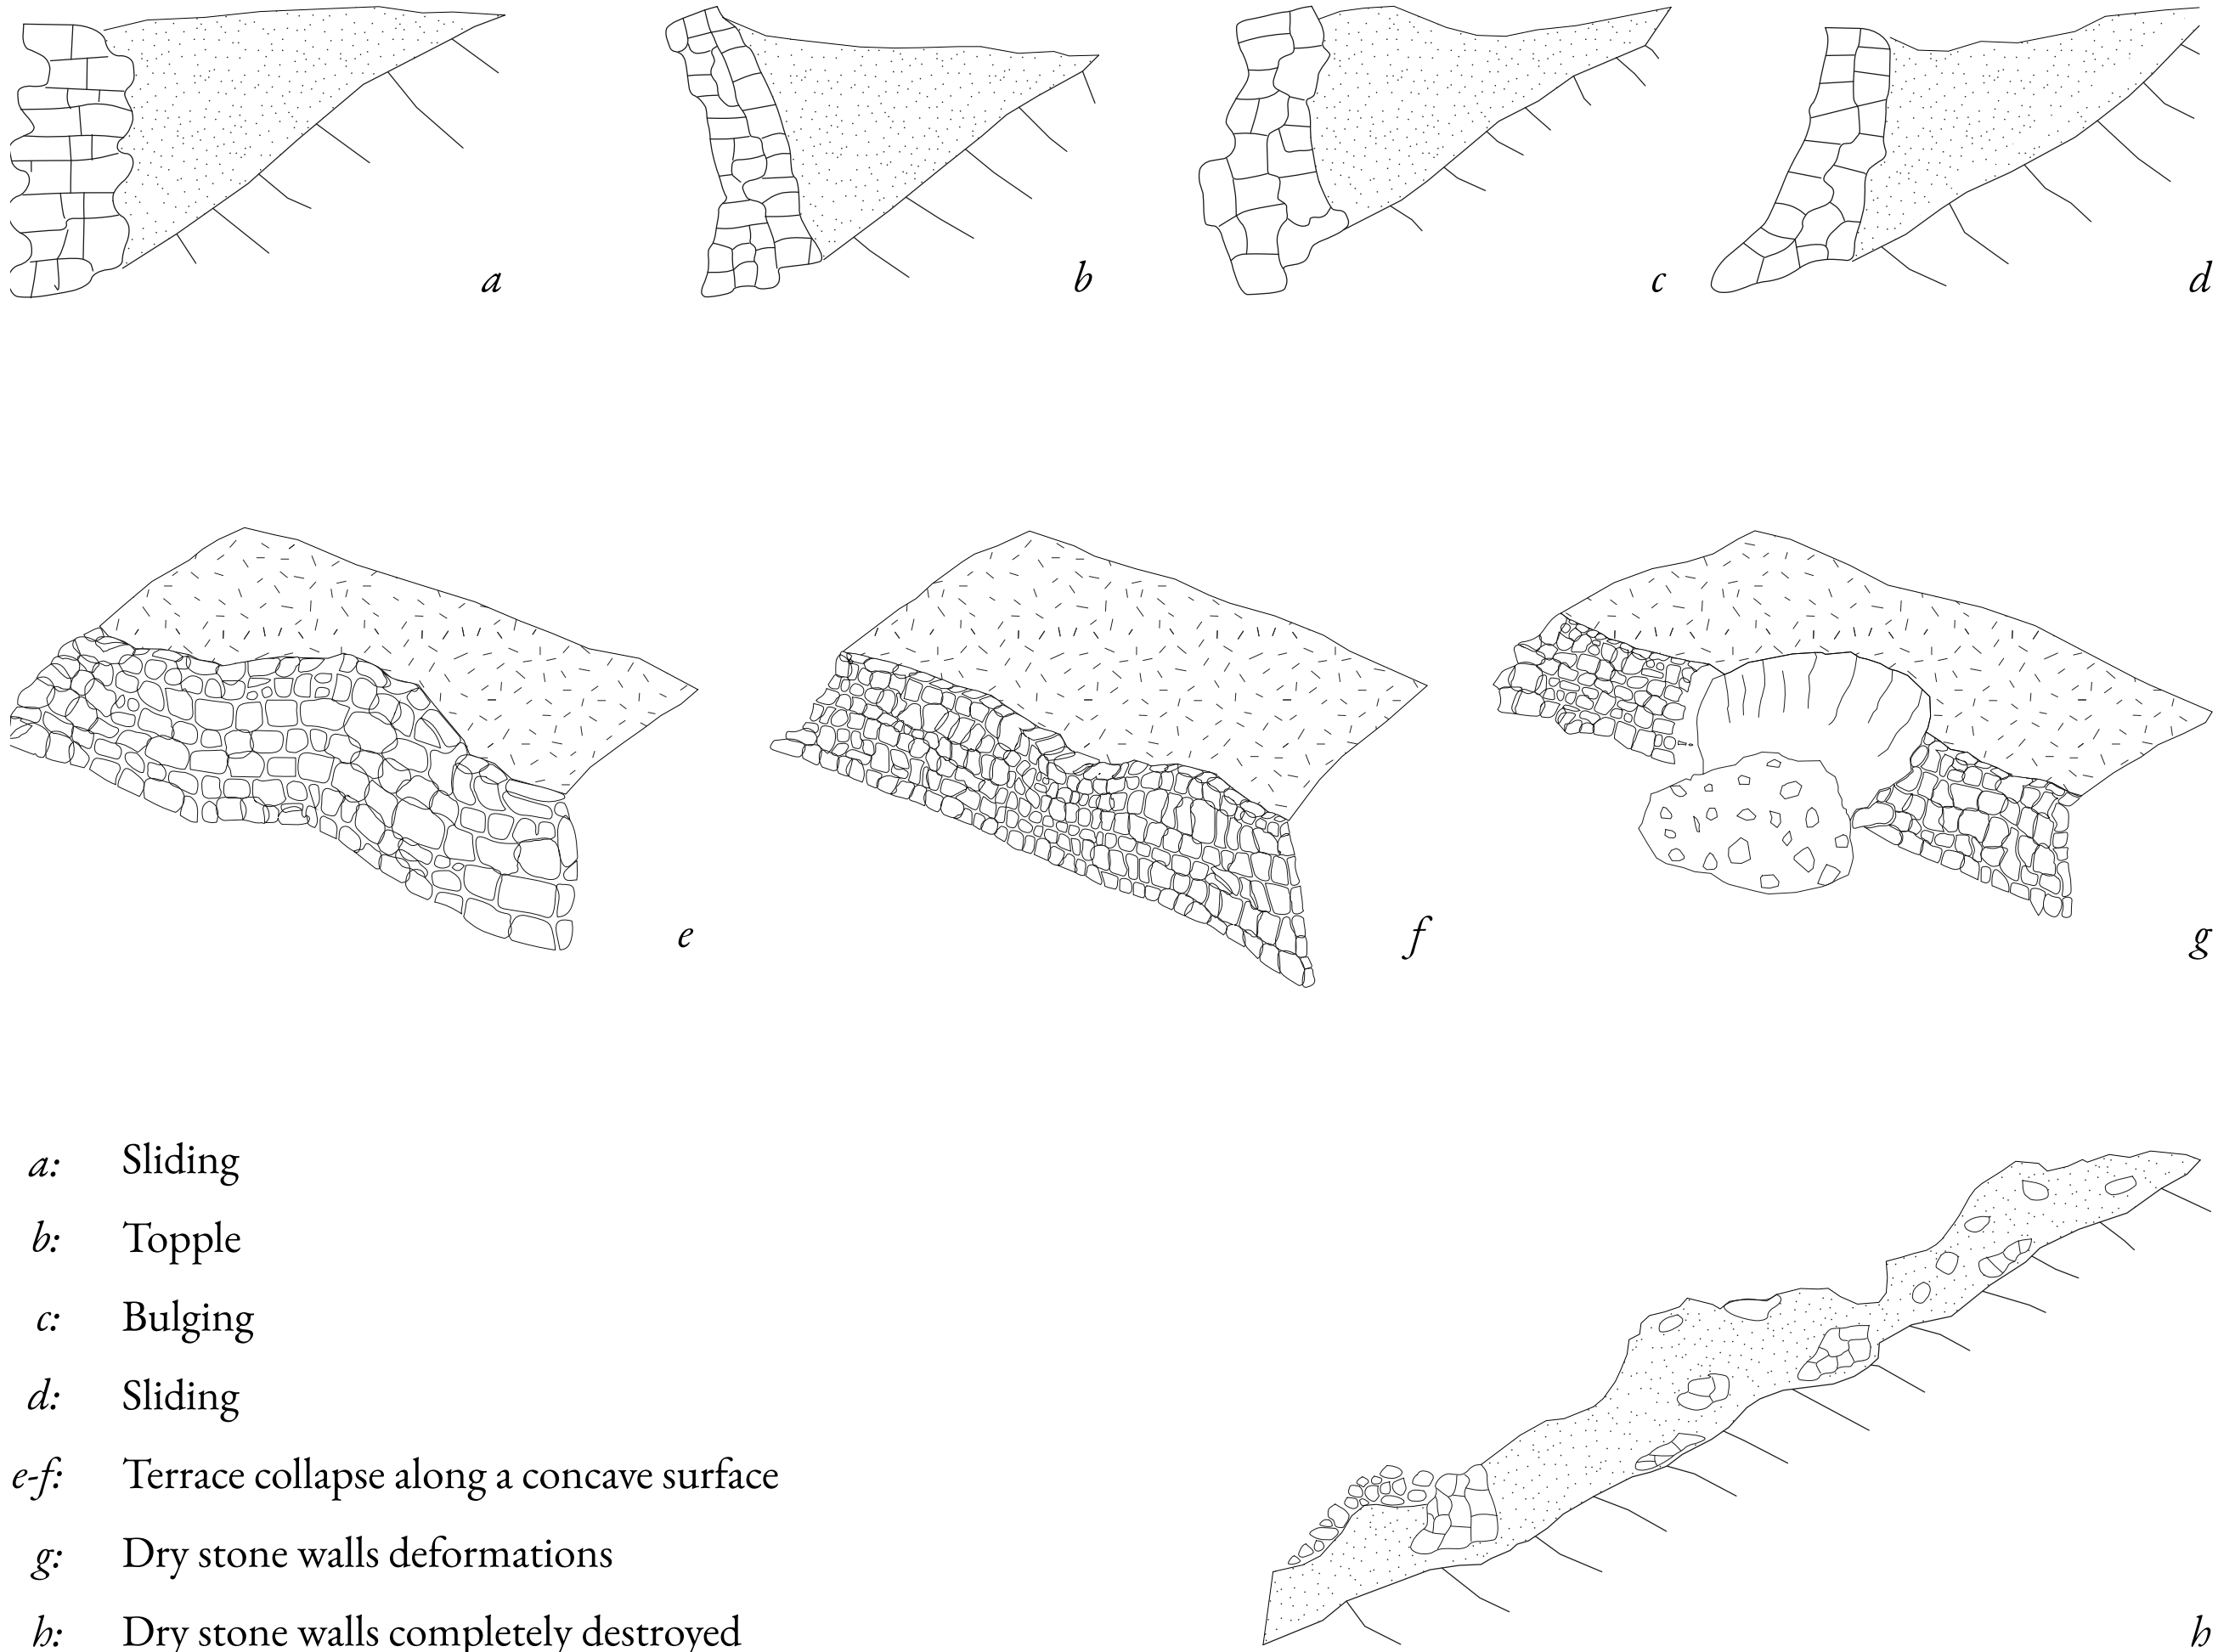 a b c d
e f g
a: Sliding
b: Topple
c: Bulging
d: Sliding
e-f: Terrace collapse along a concave surface
g: Dry stone walls deformations
h: Dry stone walls completely destroyed
h